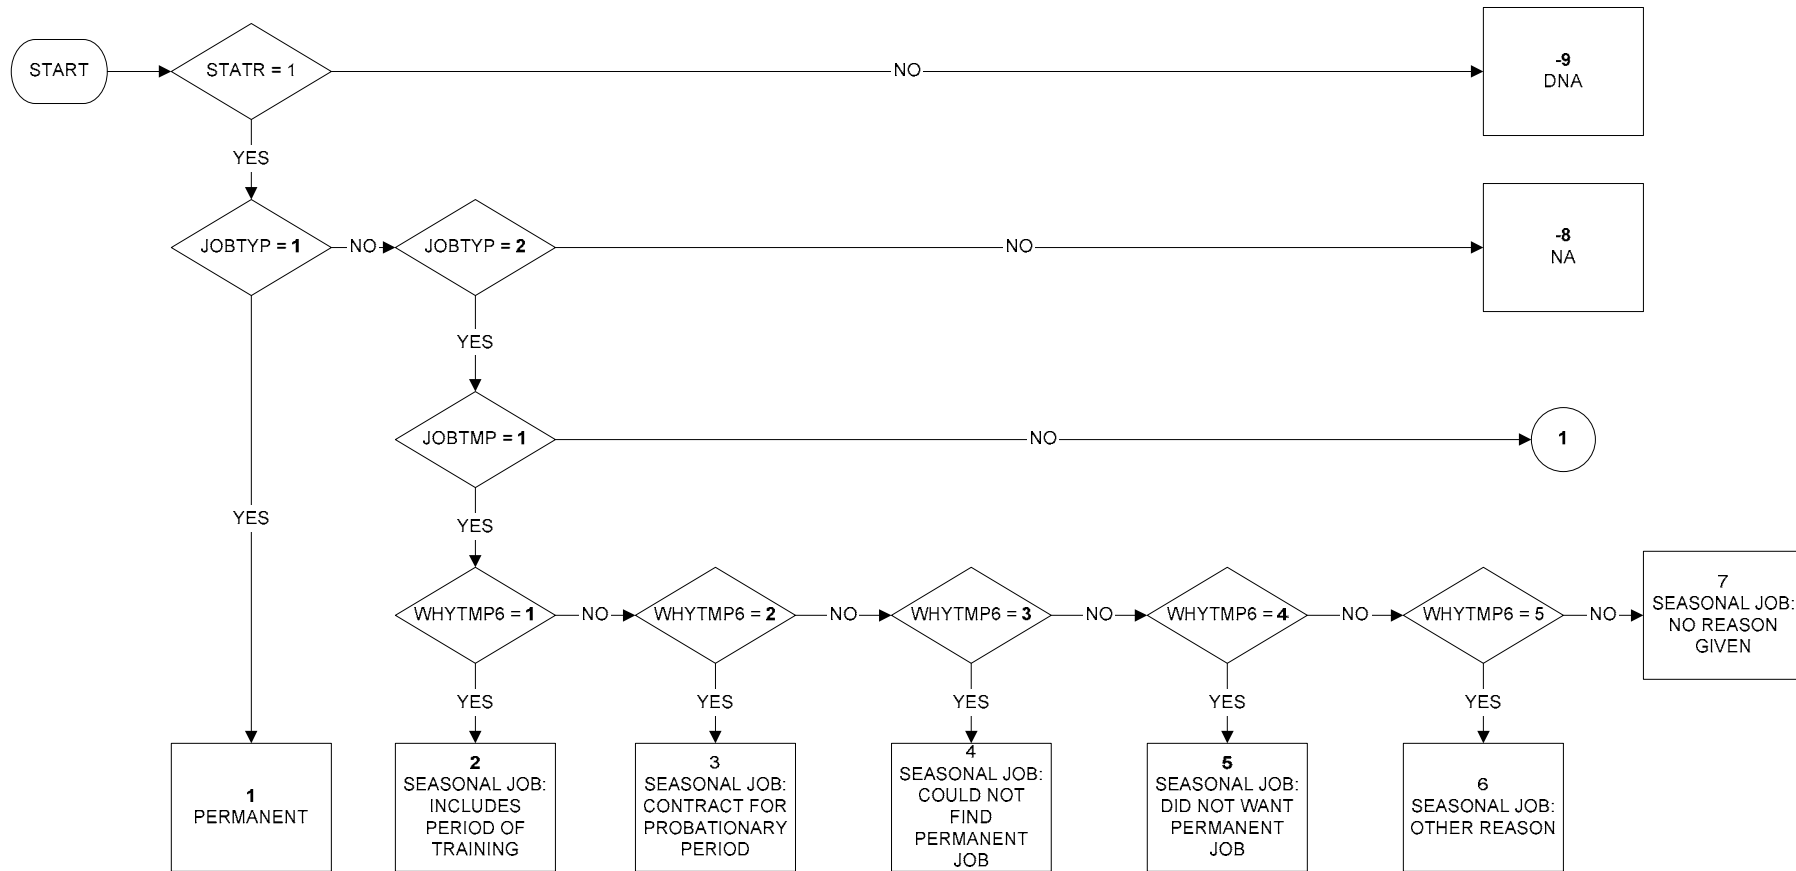 START
STATR = 1
NO
-9
DNA
YES
JOBTYP = 1
NO
JOBTYP = 2
NO
-8
NA
YES
JOBTMP = 1
NO
1
YES
YES
WHYTMP6 = 1
NO
WHYTMP6 = 2
NO
WHYTMP6 = 3
NO
WHYTMP6 = 4
NO
WHYTMP6 = 5
NO
7
SEASONAL JOB:
NO REASON
GIVEN
YES
YES
YES
YES
YES
1
PERMANENT
2
SEASONAL JOB:
INCLUDES
PERIOD OF
TRAINING
3
SEASONAL JOB:
CONTRACT FOR
PROBATIONARY
PERIOD
4
SEASONAL JOB:
COULD NOT
FIND
PERMANENT
JOB
5
SEASONAL JOB:
DID NOT WANT
PERMANENT
JOB
6
SEASONAL JOB:
OTHER REASON